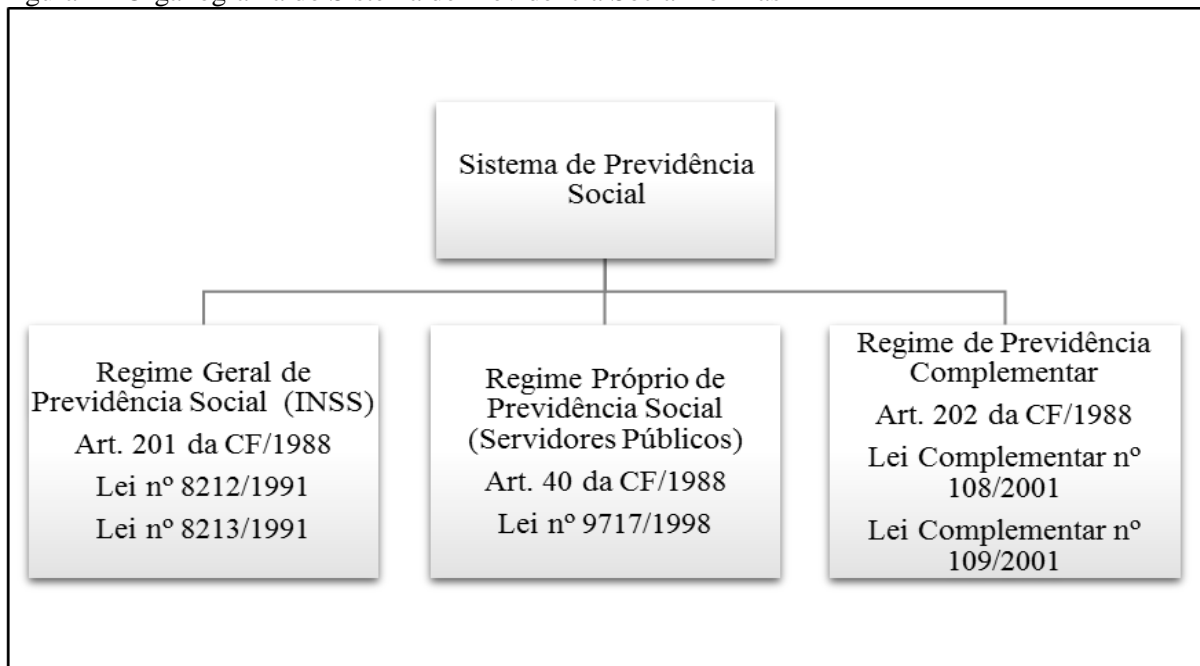 Sistema de Previdência
Social
Regime Geral de
Previdência Social (INSS)
Art. 201 da CF/1988
Lei nº 8212/1991
Lei nº 8213/1991
Regime Próprio de
Previdência Social
(Servidores Públicos)
Art. 40 da CF/1988
Lei nº 9717/1998
Regime de Previdência
Complementar
Art. 202 da CF/1988
Lei Complementar nº
108/2001
Lei Complementar nº
109/2001